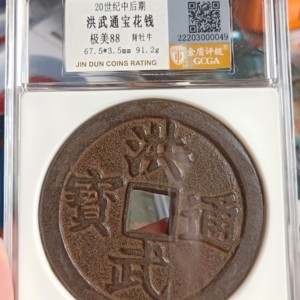 20世纪中后期
洪武通宝花钱
极美88 背牡牛
67.5*3.5mm 91.2g
JIN DUN COINS RATING
22203000049
金盾评级
GCGA
洪武通寳